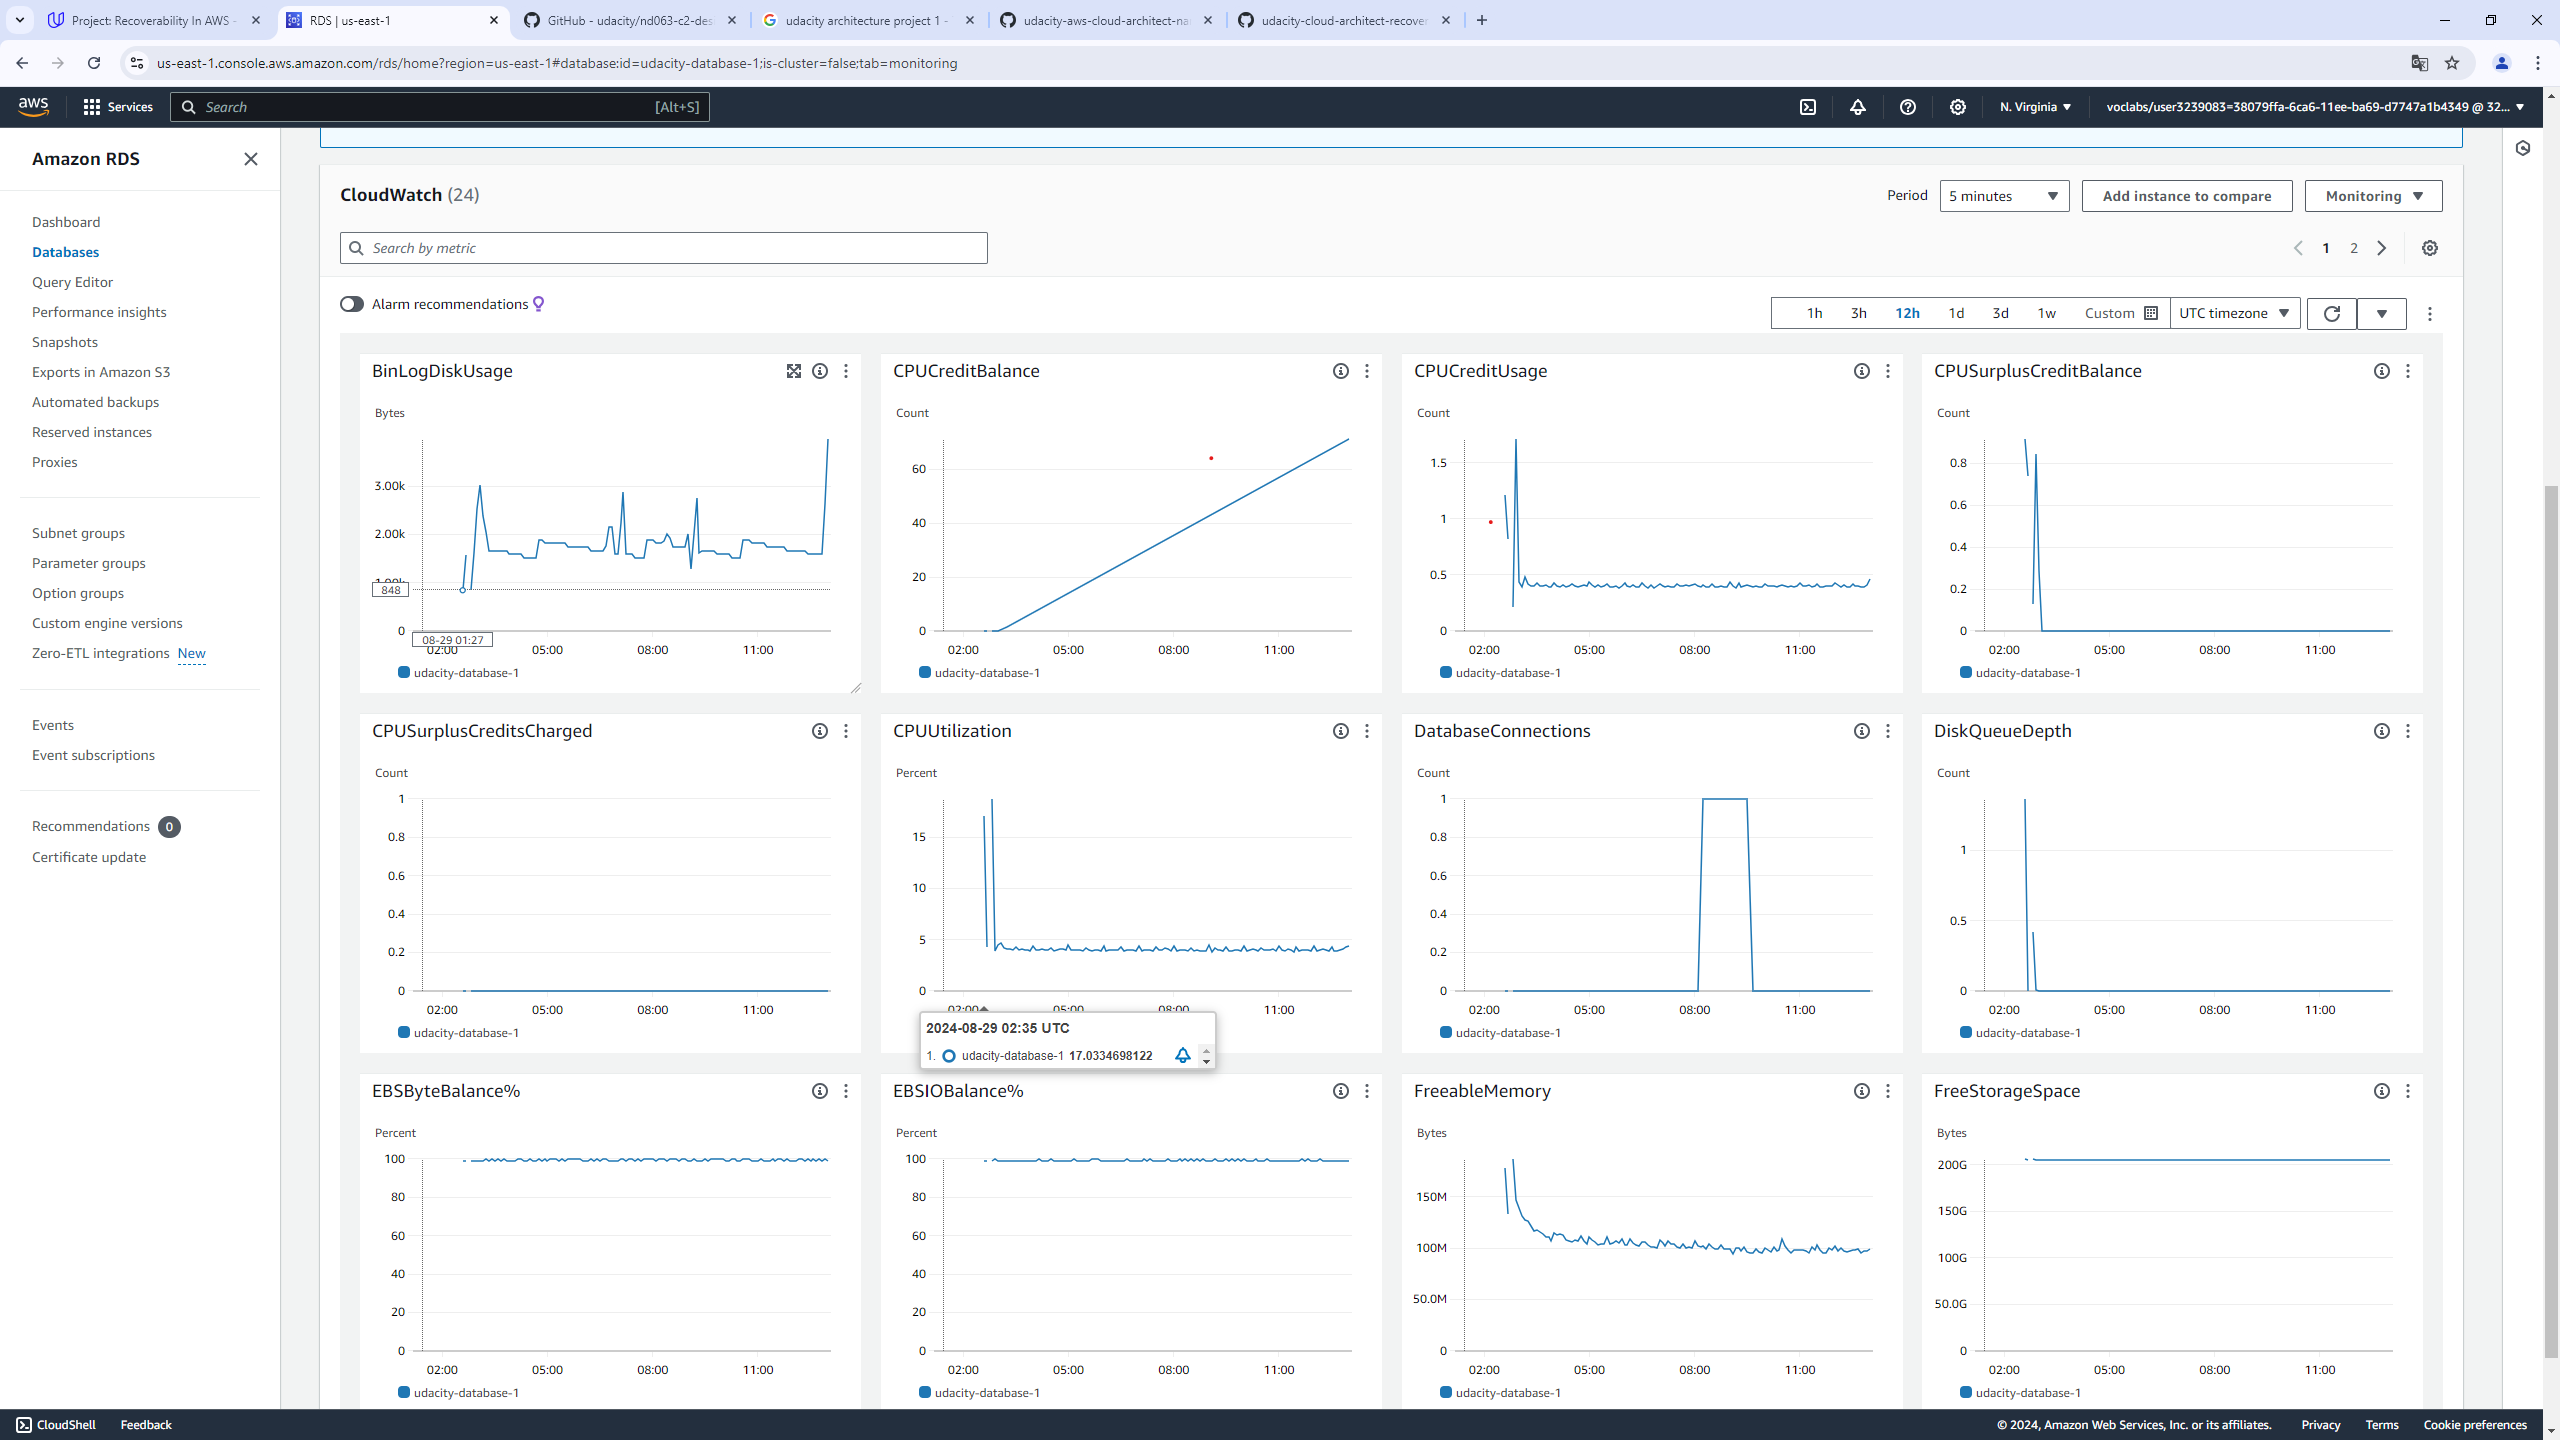 Project: Recoverability In AWS -
RDS | us-east-1
GitHub - udacity/nd063-c2-des
udacity architecture project 1 -
udacity-aws-cloud-architect-na
udacity-cloud-architect-recover
us-east-1.console.aws.amazon.com/rds/home?region=us-east-1#database:id=udacity-database-1;is-cluster=false;tab=monitoring
aws
Services
Search
[Alt+S]
N. Virginia
voclabs/user3239083=38079ffa-6ca6-11ee-ba69-d7747a1b4349 @ 32...
Amazon RDS
Dashboard
Databases
Query Editor
Performance insights
Snapshots
Exports in Amazon S3
Automated backups
Reserved instances
Proxies
Subnet groups
Parameter groups
Option groups
Custom engine versions
Zero-ETL integrations New
Events
Event subscriptions
Recommendations 0
Certificate update
CloudWatch (24)
Period
5 minutes
Add instance to compare
Monitoring
Search by metric
1 2
Alarm recommendations
1h 3h 12h 1d 3d 1w Custom
UTC timezone
BinLogDiskUsage
Bytes
3.00k
2.00k
1.00k
848
0
08-29 01:27
02:00 05:00 08:00 11:00
udacity-database-1
CPUCreditBalance
Count
60
40
20
0
02:00 05:00 08:00 11:00
udacity-database-1
CPUCreditUsage
Count
1.5
1
0.5
0
02:00 05:00 08:00 11:00
udacity-database-1
CPUSurplusCreditBalance
Count
0.8
0.6
0.4
0.2
0
02:00 05:00 08:00 11:00
udacity-database-1
CPUSurplusCreditsCharged
Count
1
0.8
0.6
0.4
0.2
0
02:00 05:00 08:00 11:00
udacity-database-1
CPUUtilization
Percent
15
10
5
0
02:00 05:00 08:00 11:00
2024-08-29 02:35 UTC
1. udacity-database-1 17.0334698122
DatabaseConnections
Count
1
0.8
0.6
0.4
0.2
0
02:00 05:00 08:00 11:00
udacity-database-1
DiskQueueDepth
Count
1
0.5
0
02:00 05:00 08:00 11:00
udacity-database-1
EBSByteBalance%
Percent
100
80
60
40
20
0
02:00 05:00 08:00 11:00
udacity-database-1
EBSIOBalance%
Percent
100
80
60
40
20
0
02:00 05:00 08:00 11:00
udacity-database-1
FreeableMemory
Bytes
150M
100M
50.0M
0
02:00 05:00 08:00 11:00
udacity-database-1
FreeStorageSpace
Bytes
200G
150G
100G
50.0G
0
02:00 05:00 08:00 11:00
udacity-database-1
CloudShell
Feedback
© 2024, Amazon Web Services, Inc. or its affiliates.
Privacy
Terms
Cookie preferences